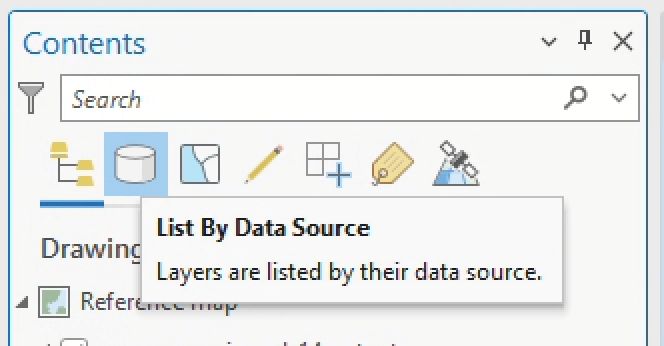 Contents
Search
List By Data Source
Drawing
Layers are listed by their data source.
Reference map